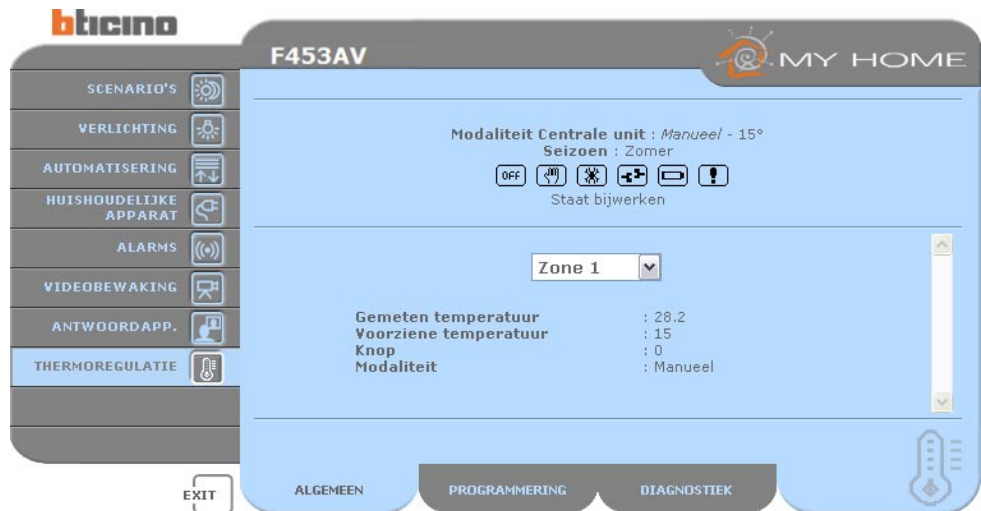 bticino
F453AV
MY HOME
SCENARIO'S
VERLICHTING
AUTOMATISERING
HUISHOUDELIJKE
APPARAT
ALARMS
VIDEOBEWAKING
ANTWOORDAPP.
THERMOREGULATIE
EXIT
Modaliteit Centrale unit : Manueel - 15°
Seizoen : Zomer
OFF
Staat bijwerken
Zone 1
Gemeten temperatuur : 28.2
Voorziene temperatuur : 15
Knop : 0
Modaliteit : Manueel
ALGEMEEN PROGRAMMERING DIAGNOSTIEK